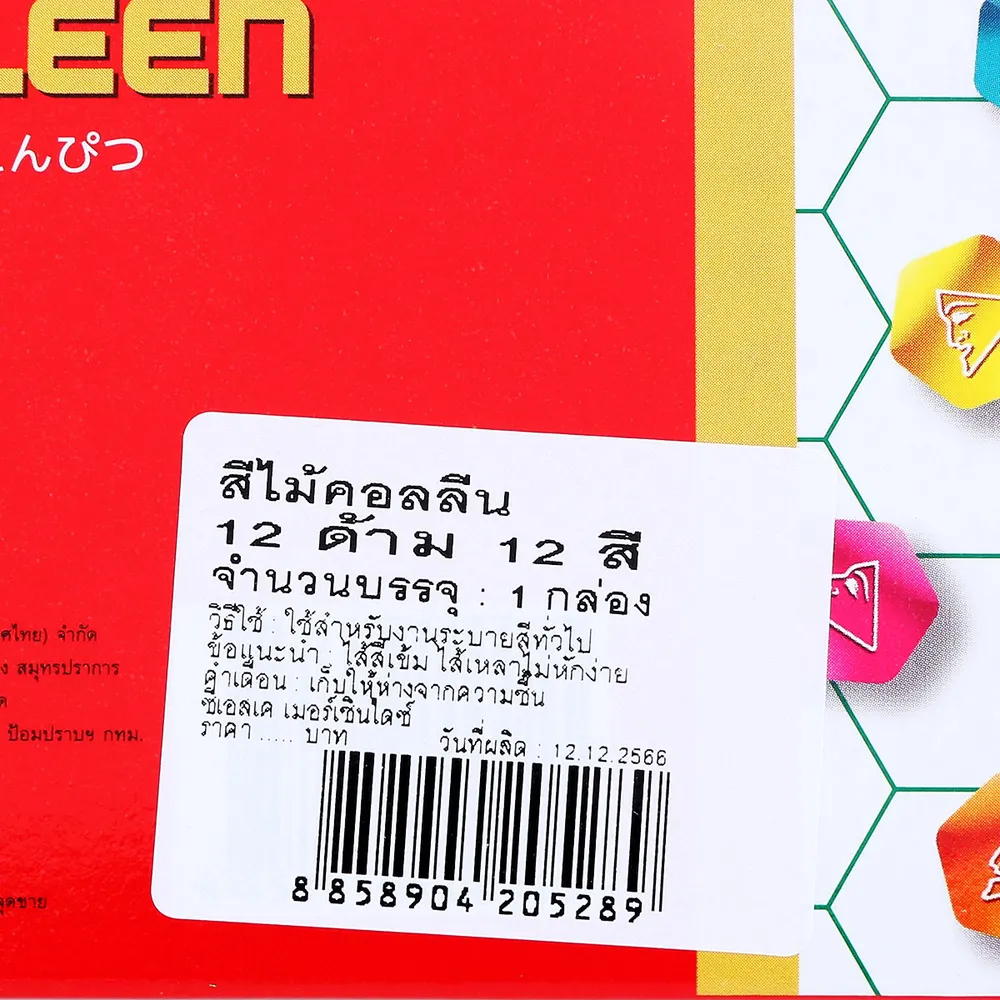 LEEN
んぴつ
สีไม้คอลลีน
12 ด้าม 12 สี
จำนวนบรรจุ : 1 กล่อง
วิธีใช้ : ใช้สำหรับงานระบายสีทั่วไป
ข้อแนะนำ : ไส้สีเข้ม ไส้เหลาไม่หักง่าย
คำเตือน : เก็บให้ห่างจากความชื้น
ซีเอสเค เมอร์เชินไดซ์
ราคา ..... บาท วันที่ผลิต : 12.12.2566
8 858904 205289
ศไทย) จำกัด
ง สมุทรปราการ
ด
ป้อมปราบฯ กทม.